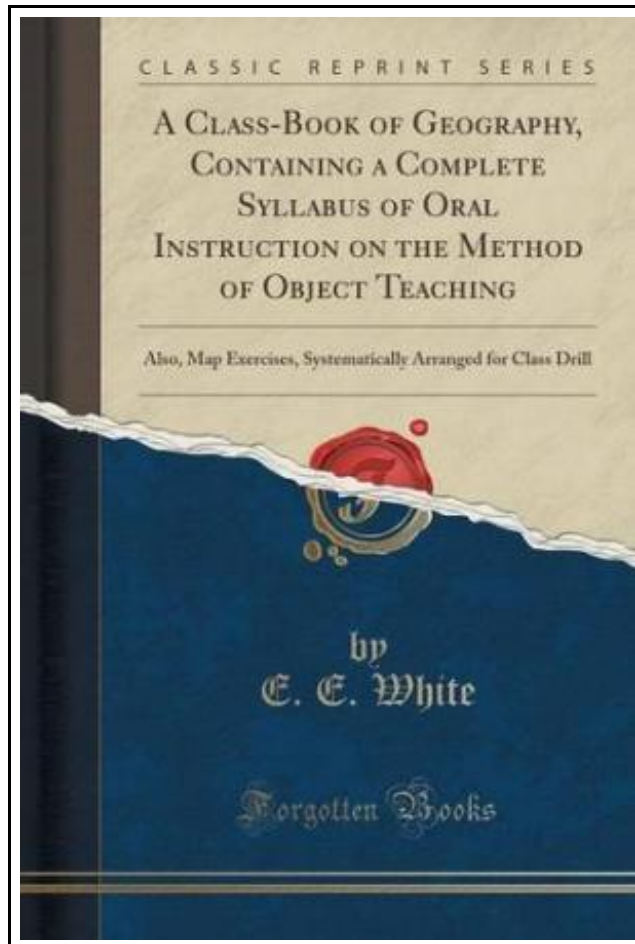 CLASSIC REPRINT SERIES
A CLASS-BOOK OF GEOGRAPHY,
CONTAINING A COMPLETE
SYLLABUS OF ORAL
INSTRUCTION ON THE METHOD
OF OBJECT TEACHING
Also, Map Exercises, Systematically Arranged for Class Drill
by
E. E. White
Forgotten Books